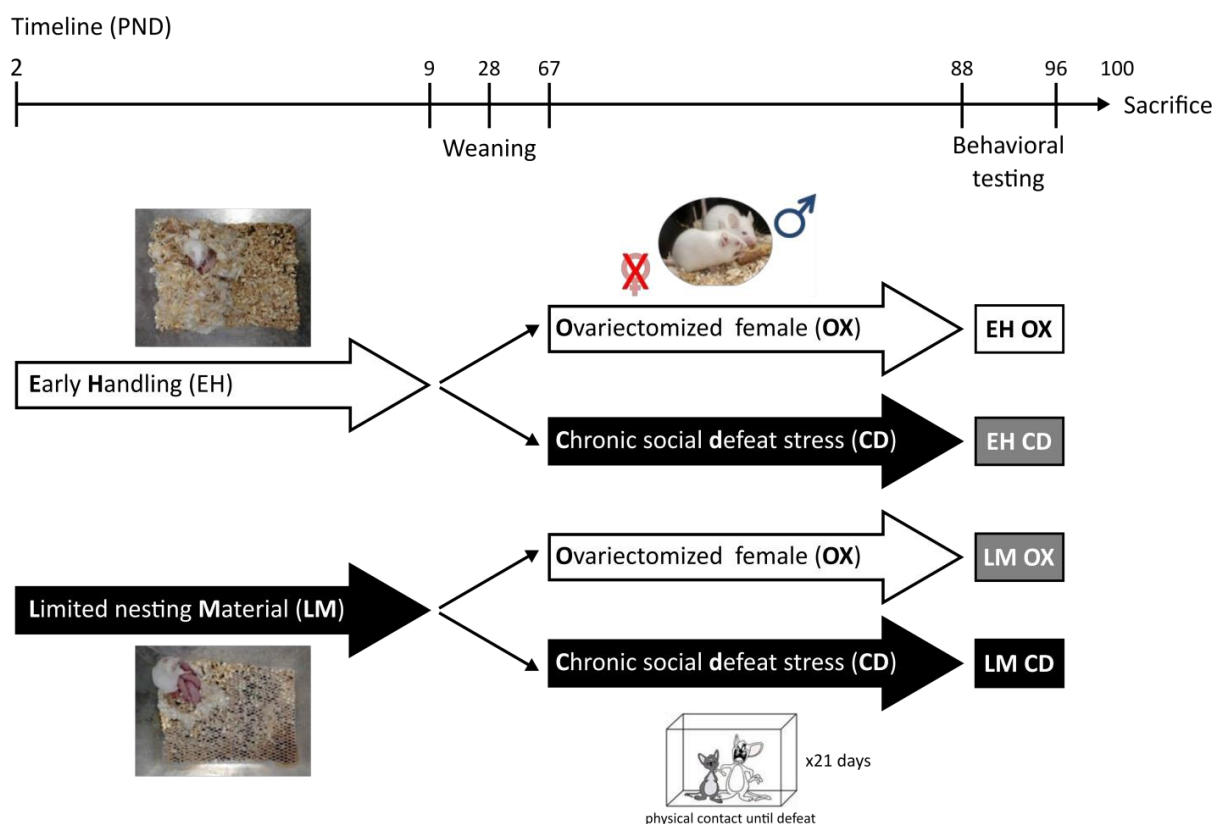 Timeline (PND)
2 9 28 67 88 96 100
Sacrifice
Weaning
Behavioral
testing
Ovariectomized female (OX)
EH OX
Early Handling (EH)
Chronic social defeat stress (CD)
EH CD
Ovariectomized female (OX)
LM OX
Limited nesting Material (LM)
Chronic social defeat stress (CD)
LM CD
x21 days
physical contact until defeat